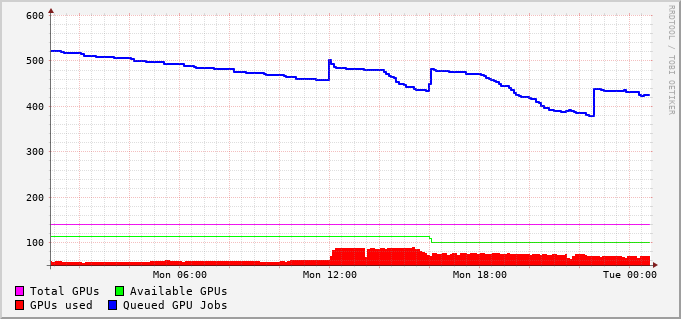 600
500
400
300
200
100
Mon 06:00 Mon 12:00 Mon 18:00 Tue 00:00
Total GPUs Available GPUs
GPUs used Queued GPU Jobs
RRDTOOL / TOBI OETIKER